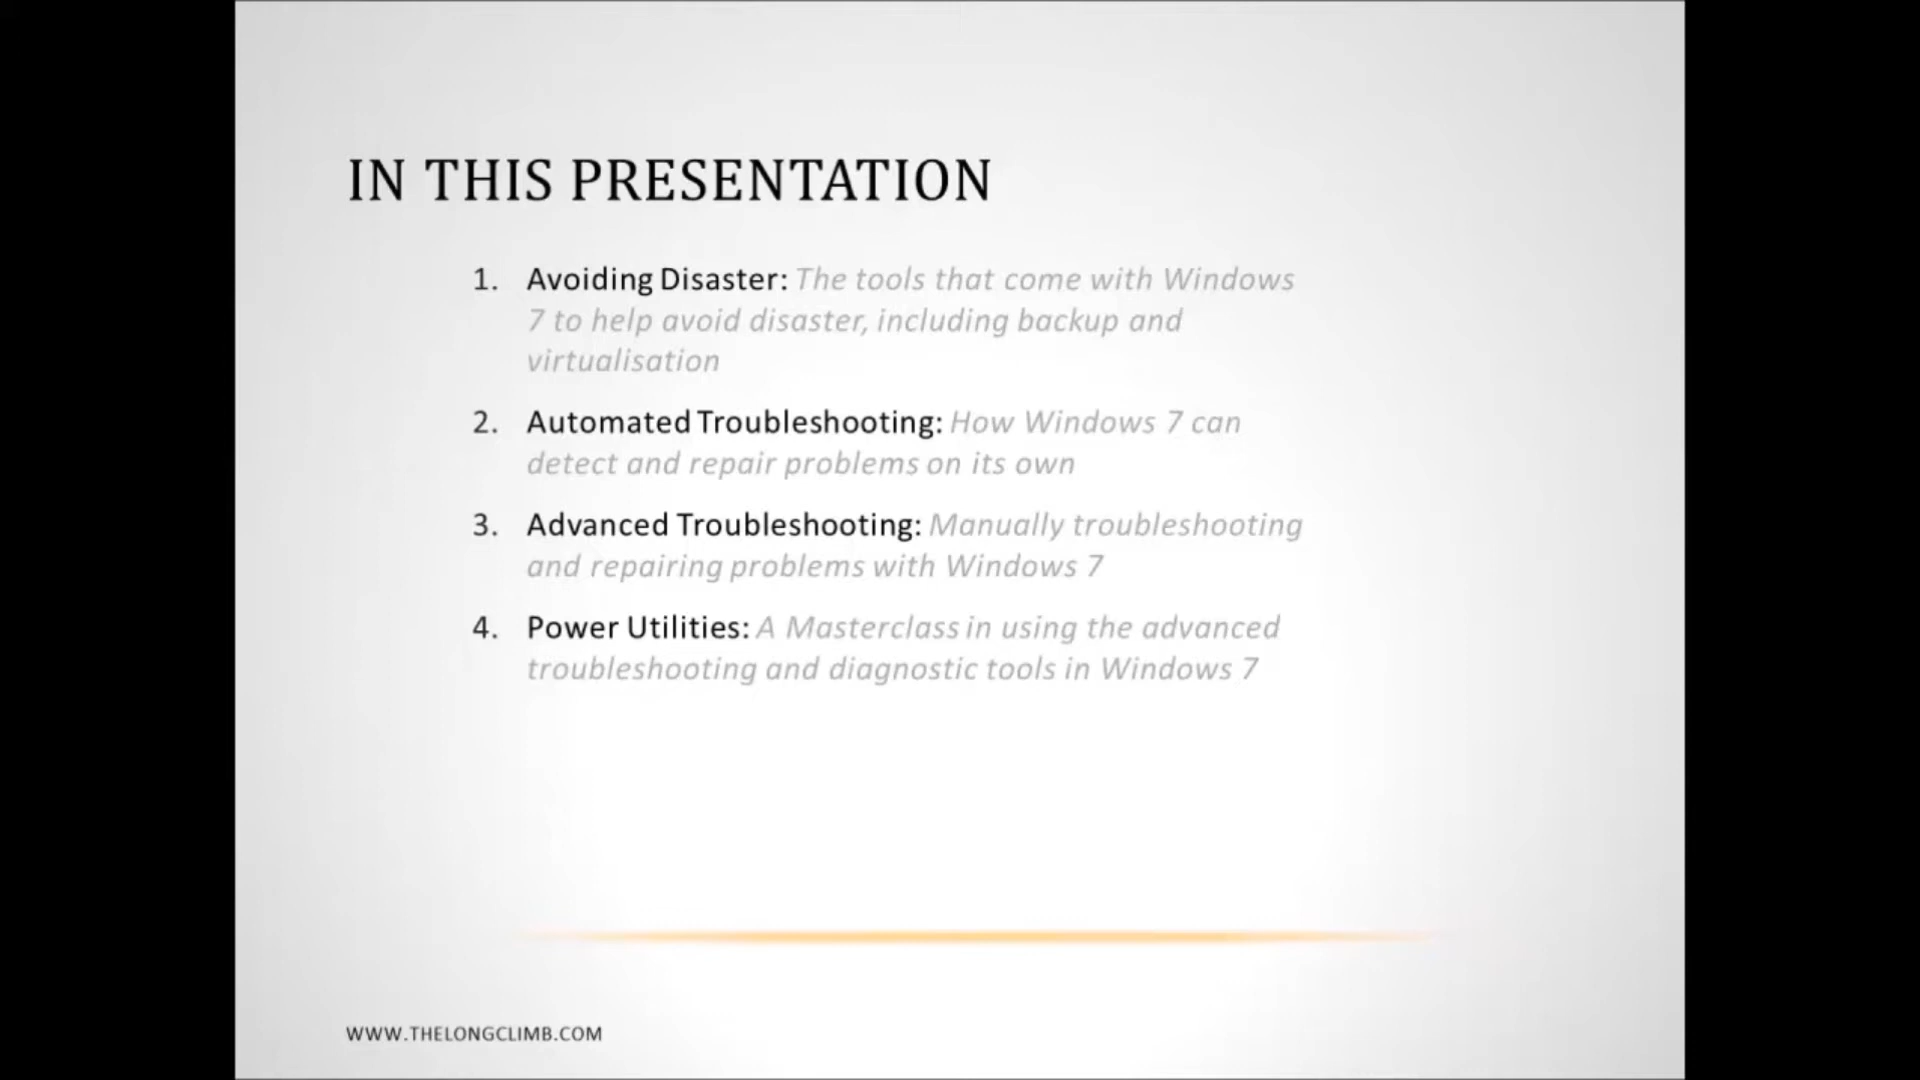 IN THIS PRESENTATION
1. Avoiding Disaster: The tools that come with Windows
7 to help avoid disaster, including backup and
virtualisation
2. Automated Troubleshooting: How Windows 7 can
detect and repair problems on its own
3. Advanced Troubleshooting: Manually troubleshooting
and repairing problems with Windows 7
4. Power Utilities: A Masterclass in using the advanced
troubleshooting and diagnostic tools in Windows 7
WWW.THELONGCLIMB.COM